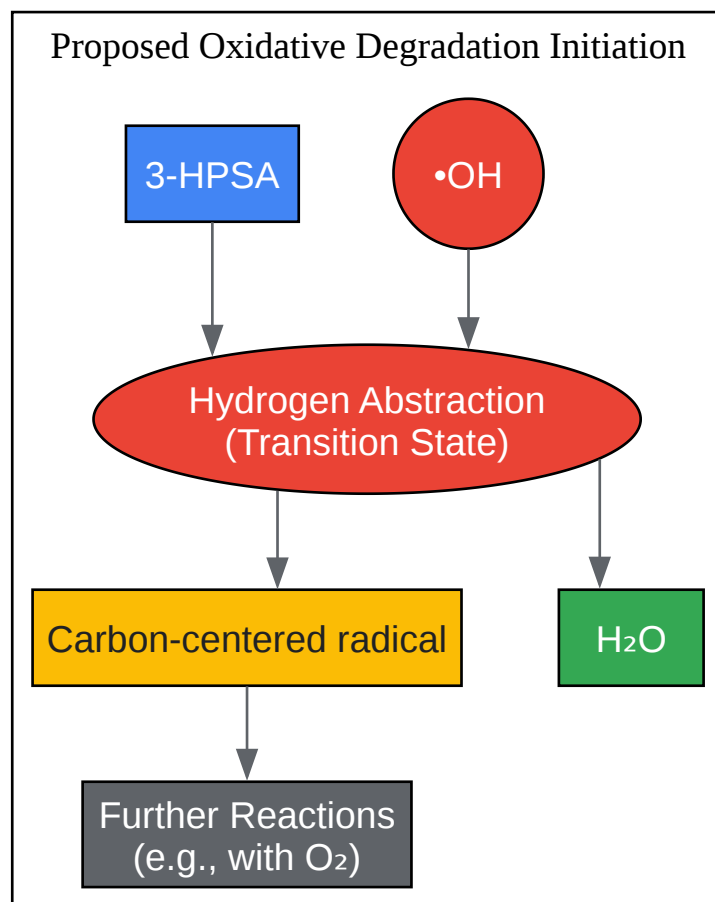 Proposed Oxidative Degradation Initiation
3-HPSA
•OH
Hydrogen Abstraction
(Transition State)
Carbon-centered radical
H₂O
Further Reactions
(e.g., with O₂)